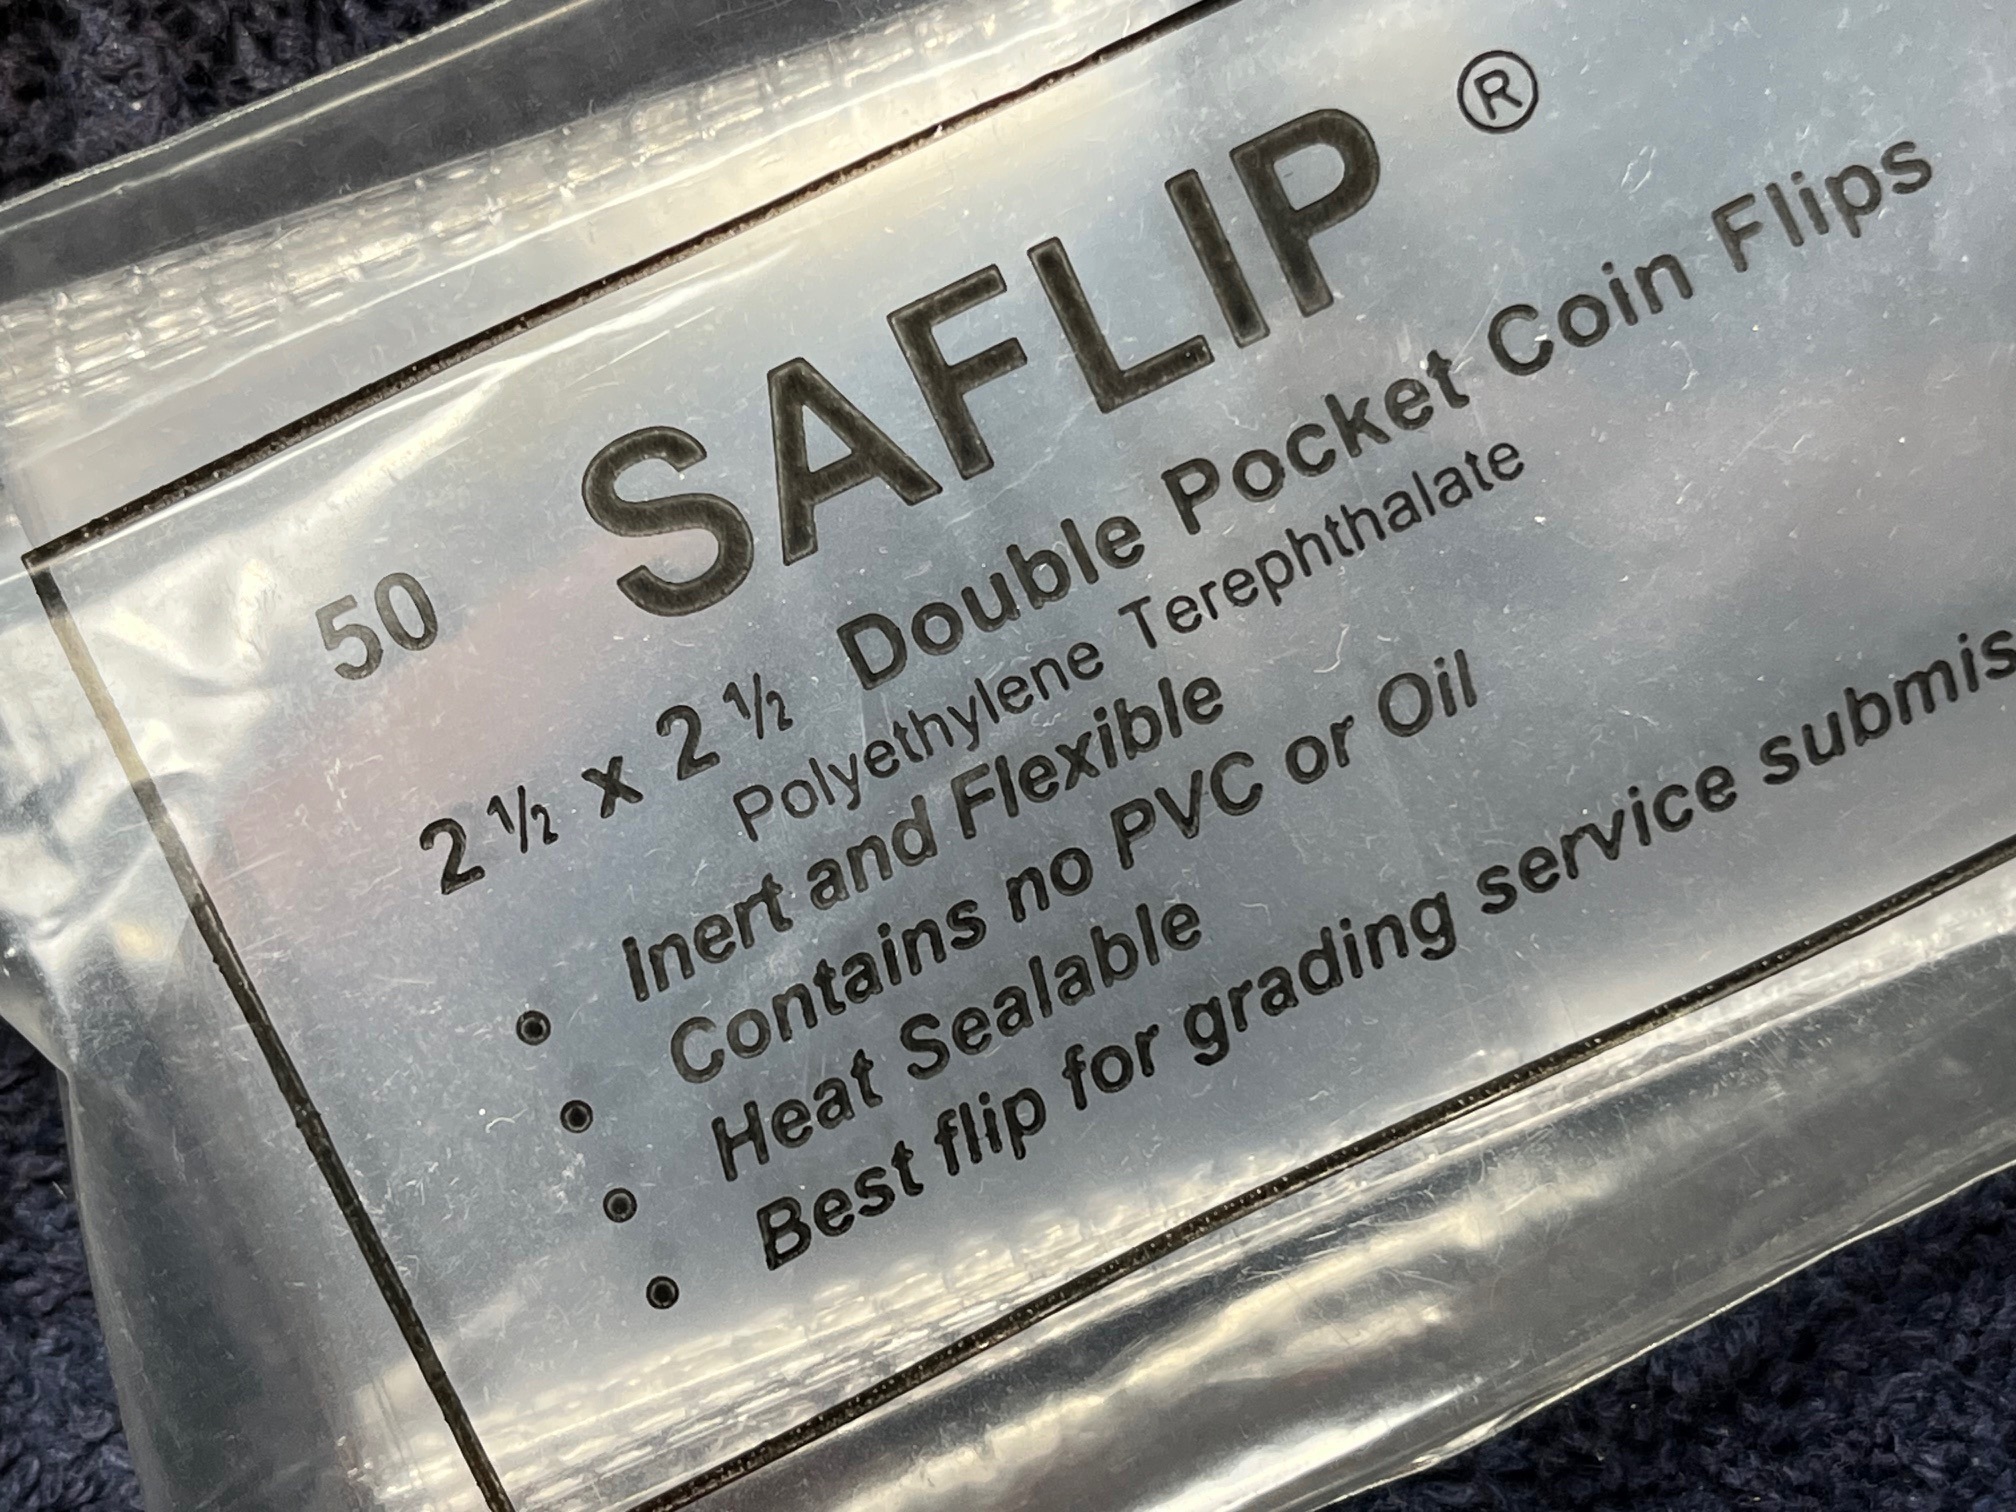 SAFLIP ®
50
2 ½ x 2 ½ Double Pocket Coin Flips
Polyethylene Terephthalate
• Inert and Flexible
• Contains no PVC or Oil
• Heat Sealable
• Best flip for grading service submis